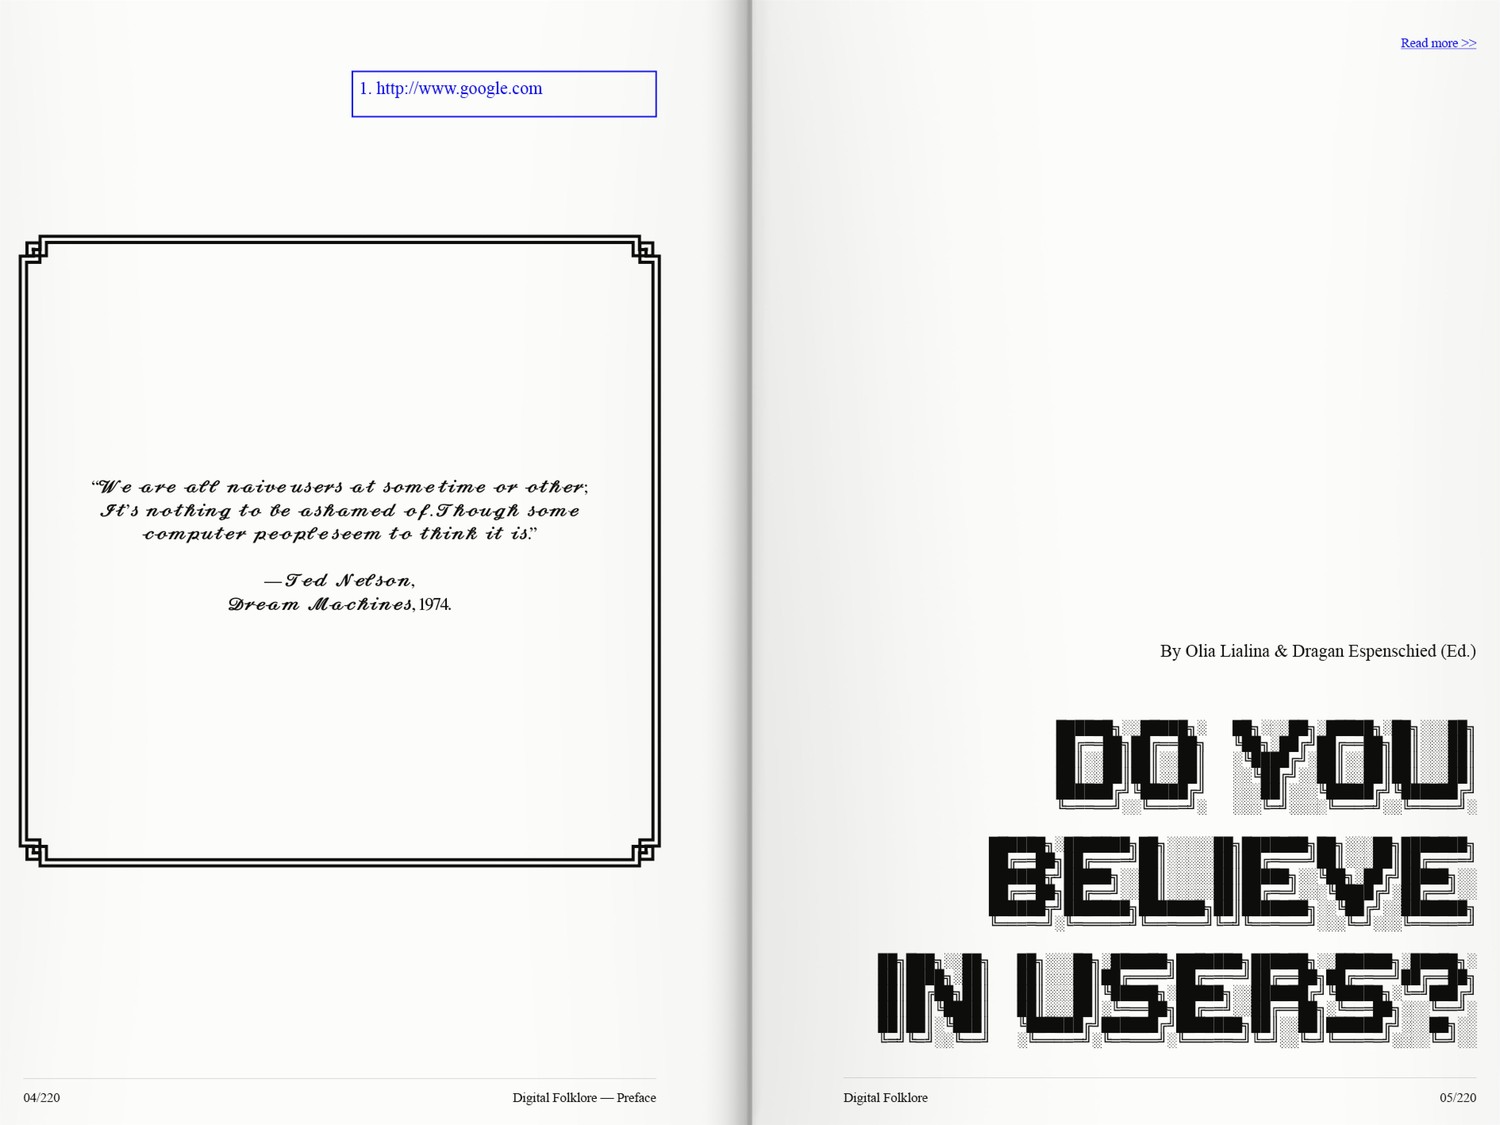 1. http://www.google.com
“We are all naive users at sometime or other;
It's nothing to be ashamed of. Though some
computer people seem to think it is.”
—Ted Nelson,
Dream Machines, 1974.
04/220
Digital Folklore — Preface
Read more >>
By Olia Lialina & Dragan Espenschied (Ed.)
DO YOU
BELIEVE
IN USERS?
Digital Folklore
05/220